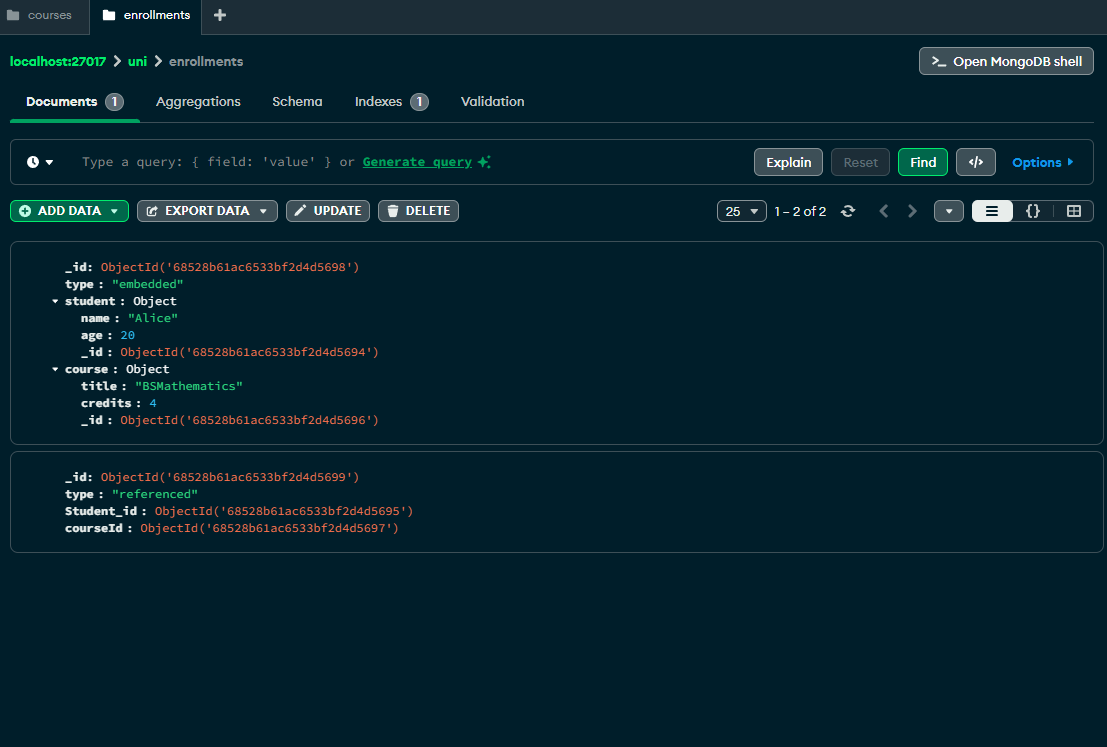 courses enrollments
localhost:27017 uni enrollments >_ Open MongoDB shell
Documents 1 Aggregations Schema Indexes 1 Validation
Type a query: { field: 'value' } or Generate query Explain Reset Find </> Options
ADD DATA EXPORT DATA UPDATE DELETE 25 1 – 2 of 2 {}
_id: ObjectId('68528b61ac6533bf2d4d5698')
type : "embedded"
student : Object
name : "Alice"
age : 20
_id : ObjectId('68528b61ac6533bf2d4d5694')
course : Object
title : "BSMathematics"
credits : 4
_id : ObjectId('68528b61ac6533bf2d4d5696')
_id: ObjectId('68528b61ac6533bf2d4d5699')
type : "referenced"
Student_id : ObjectId('68528b61ac6533bf2d4d5695')
courseId : ObjectId('68528b61ac6533bf2d4d5697')